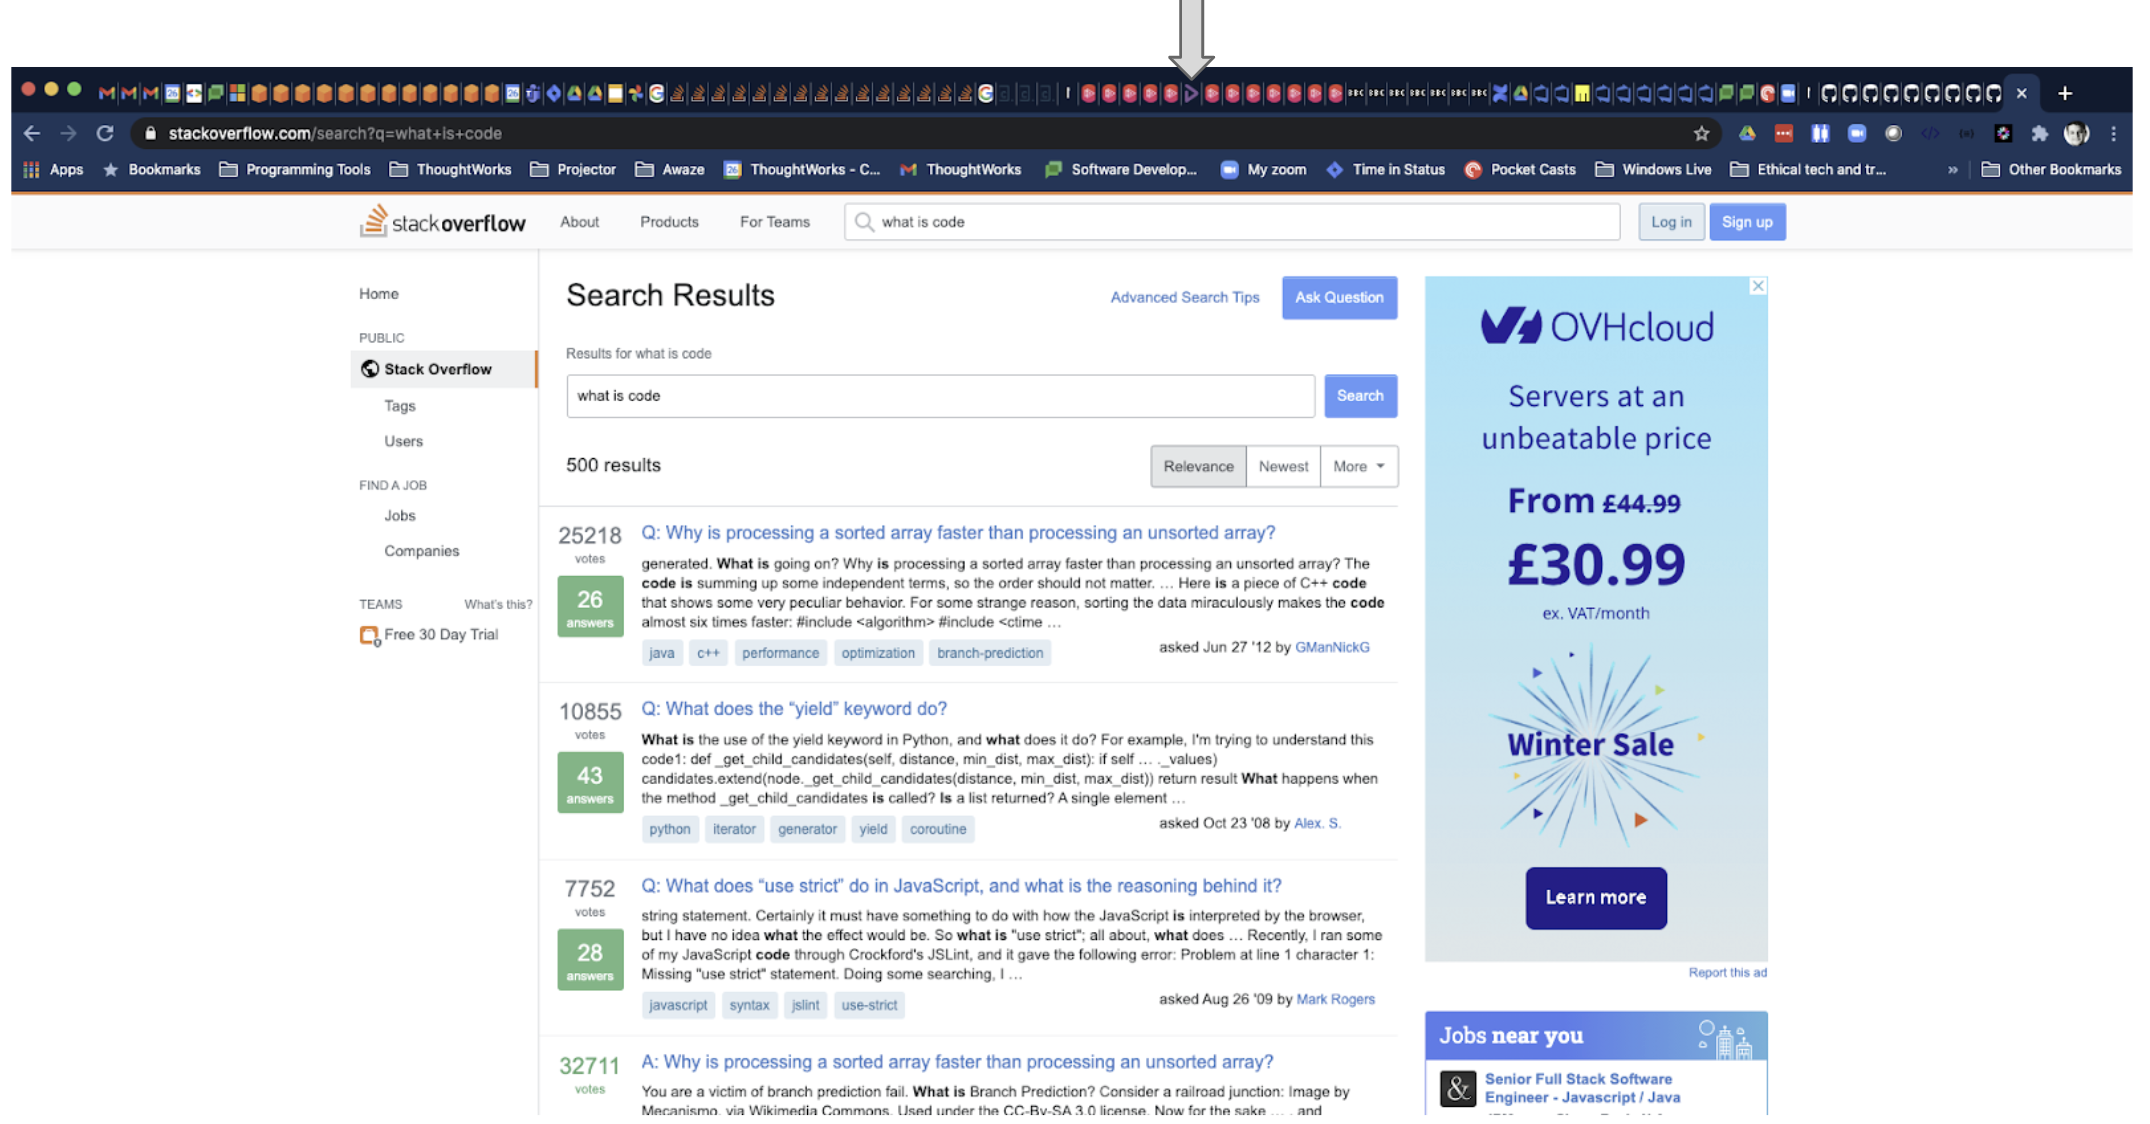 stackoverflow.com/search?q=what+is+code
Apps Bookmarks Programming Tools ThoughtWorks Projector Awaze ThoughtWorks - C... ThoughtWorks Software Develop... My zoom Time in Status Pocket Casts Windows Live Ethical tech and tr... » Other Bookmarks
stackoverflow About Products For Teams what is code Log in Sign up
Home
PUBLIC
Stack Overflow
Tags
Users
FIND A JOB
Jobs
Companies
TEAMS What's this?
Free 30 Day Trial
Search Results Advanced Search Tips Ask Question
Results for what is code
what is code Search
500 results Relevance Newest More
25218 votes
26 answers
Q: Why is processing a sorted array faster than processing an unsorted array?
generated. What is going on? Why is processing a sorted array faster than processing an unsorted array? The
code is summing up some independent terms, so the order should not matter. ... Here is a piece of C++ code
that shows some very peculiar behavior. For some strange reason, sorting the data miraculously makes the code
almost six times faster: #include <algorithm> #include <ctime ...
java c++ performance optimization branch-prediction
asked Jun 27 '12 by GManNickG
10855 votes
43 answers
Q: What does the “yield” keyword do?
What is the use of the yield keyword in Python, and what does it do? For example, I'm trying to understand this
code1: def _get_child_candidates(self, distance, min_dist, max_dist): if self ... ._values)
candidates.extend(node._get_child_candidates(distance, min_dist, max_dist)) return result What happens when
the method _get_child_candidates is called? Is a list returned? A single element ...
python iterator generator yield coroutine
asked Oct 23 '08 by Alex. S.
7752 votes
28 answers
Q: What does “use strict” do in JavaScript, and what is the reasoning behind it?
string statement. Certainly it must have something to do with how the JavaScript is interpreted by the browser,
but I have no idea what the effect would be. So what is "use strict"; all about, what does ... Recently, I ran some
of my JavaScript code through Crockford's JSLint, and it gave the following error: Problem at line 1 character 1:
Missing "use strict" statement. Doing some searching, I ...
javascript syntax jslint use-strict
asked Aug 26 '09 by Mark Rogers
32711 votes
A: Why is processing a sorted array faster than processing an unsorted array?
You are a victim of branch prediction fail. What is Branch Prediction? Consider a railroad junction: Image by
Mecanismo, via Wikimedia Commons. Used under the CC-By-SA 3.0 license. Now for the sake ... . and
OVHcloud
Servers at an
unbeatable price
From £44.99
£30.99
ex. VAT/month
Winter Sale
Learn more
Report this ad
Jobs near you
Senior Full Stack Software
Engineer - Javascript / Java